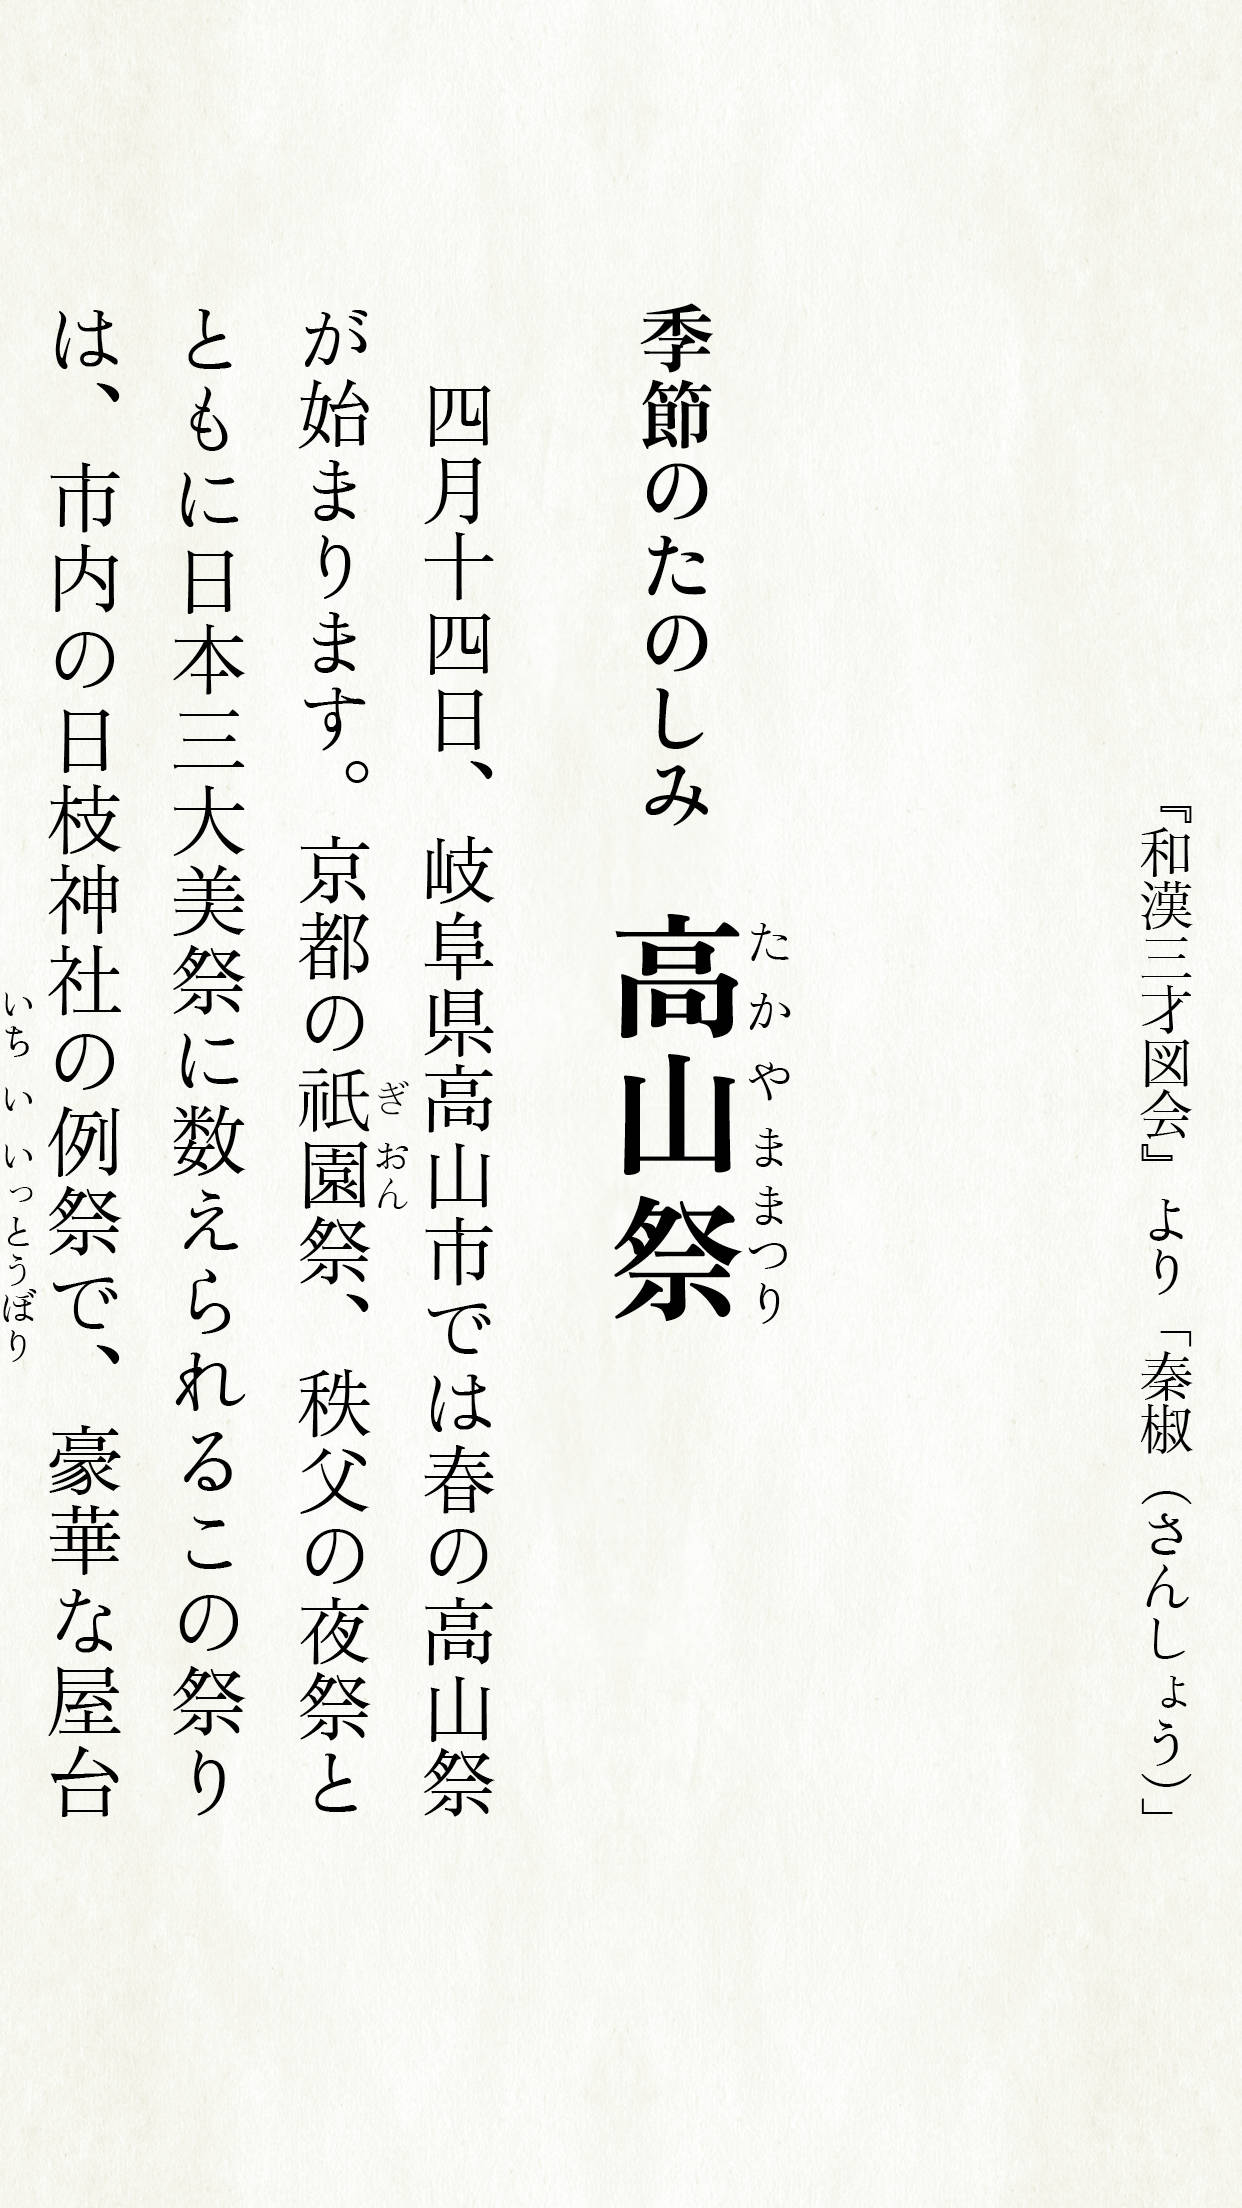 『和漢三才図会』より「秦椒（さんしょう）」
季節のたのしみ　高山祭
たかやままつり
四月十四日、岐阜県高山市では春の高山祭
が始まります。京都の祇園祭、秩父の夜祭と
ぎおん
ともに日本三大美祭に数えられるこの祭り
は、市内の日枝神社の例祭で、豪華な屋台
いちいいっとうぼり